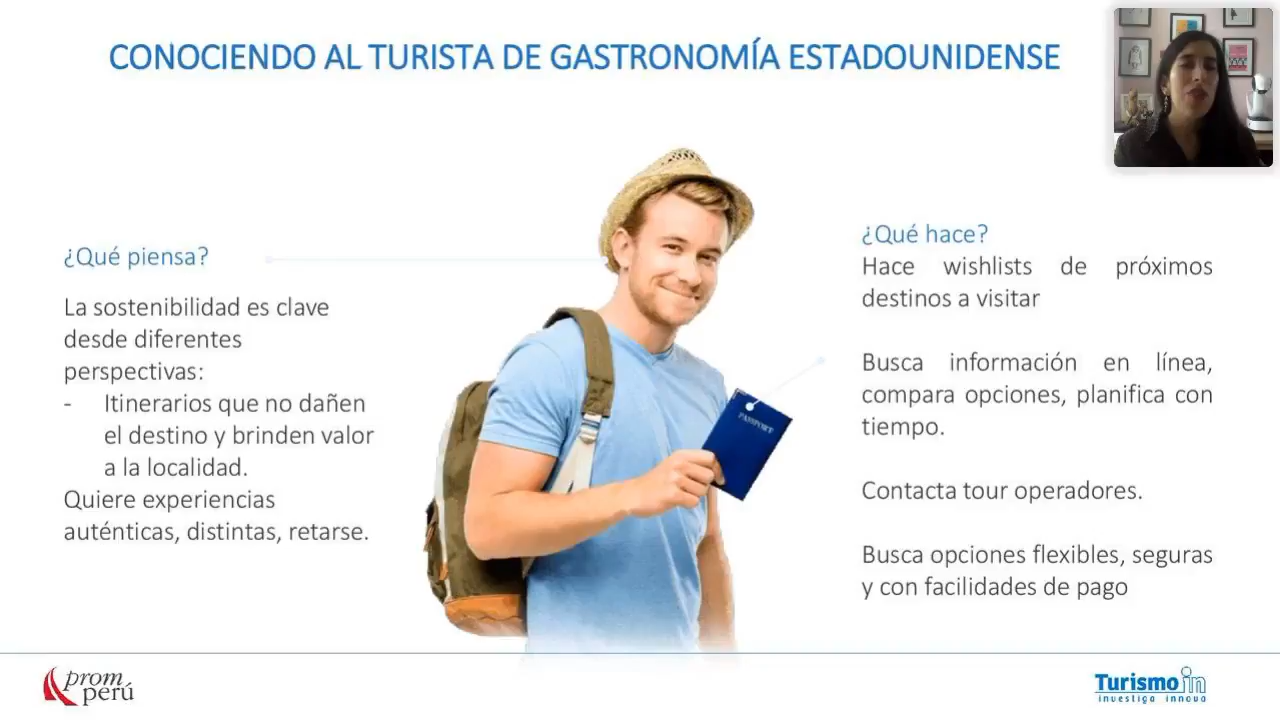 CONOCIENDO AL TURISTA DE GASTRONOMÍA ESTADOUNIDENSE
¿Qué piensa?
La sostenibilidad es clave
desde diferentes
perspectivas:
- Itinerarios que no dañen
el destino y brinden valor
a la localidad.
Quiere experiencias
auténticas, distintas, retarse.
PASSPORT
¿Qué hace?
Hace wishlists de próximos
destinos a visitar
Busca información en línea,
compara opciones, planifica con
tiempo.
Contacta tour operadores.
Busca opciones flexibles, seguras
y con facilidades de pago
prom
perú
Turismo in
investiga innova